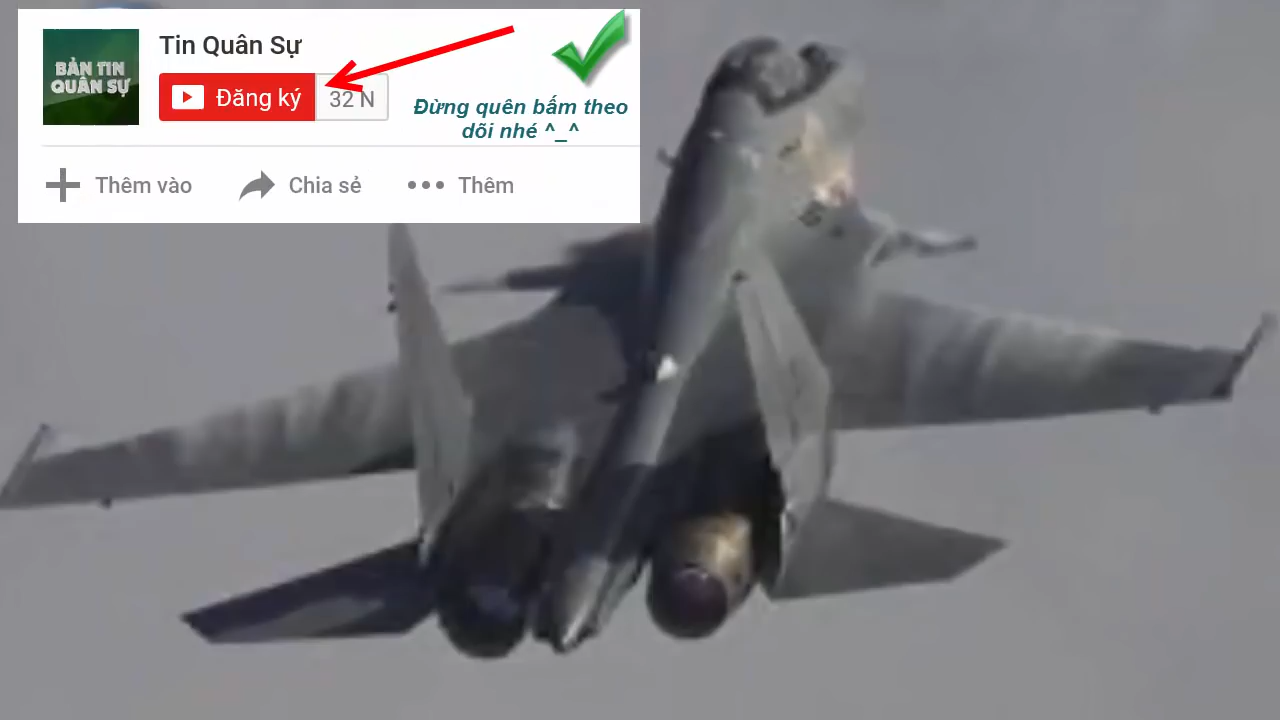 Tin Quân Sự
BẢN TIN
QUÂN SỰ
Đăng ký
32 N
Đừng quên bấm theo
dõi nhé ^_^
Thêm vào
Chia sẻ
Thêm